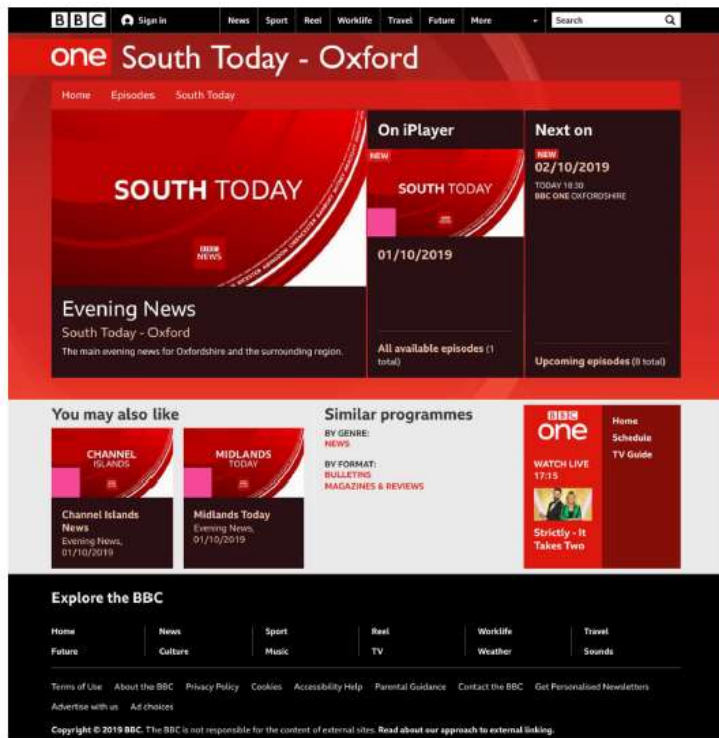 BBC Sign in News Sport Reel Worklife Travel Future More Search
one South Today - Oxford
Home Episodes South Today
SOUTH TODAY
BBC NEWS
Evening News
South Today - Oxford
The main evening news for Oxfordshire and the surrounding region.
On iPlayer
NEW
SOUTH TODAY
01/10/2019
All available episodes (1
total)
Next on
NEW
02/10/2019
TODAY 18:30
BBC ONE OXFORDSHIRE
Upcoming episodes (8 total)
You may also like
CHANNEL
ISLANDS
Channel Islands
News
Evening News,
01/10/2019
MIDLANDS
TODAY
Midlands Today
Evening News,
01/10/2019
Similar programmes
BY GENRE:
NEWS
BY FORMAT:
BULLETINS
MAGAZINES & REVIEWS
BBC
one
WATCH LIVE
17:15
Strictly - It
Takes Two
Home
Schedule
TV Guide
Explore the BBC
Home News Sport Reel Worklife Travel
Future Culture Music TV Weather Sounds
Terms of Use About the BBC Privacy Policy Cookies Accessibility Help Parental Guidance Contact the BBC Get Personalised Newsletters
Advertise with us Ad choices
Copyright © 2019 BBC. The BBC is not responsible for the content of external sites. Read about our approach to external linking.